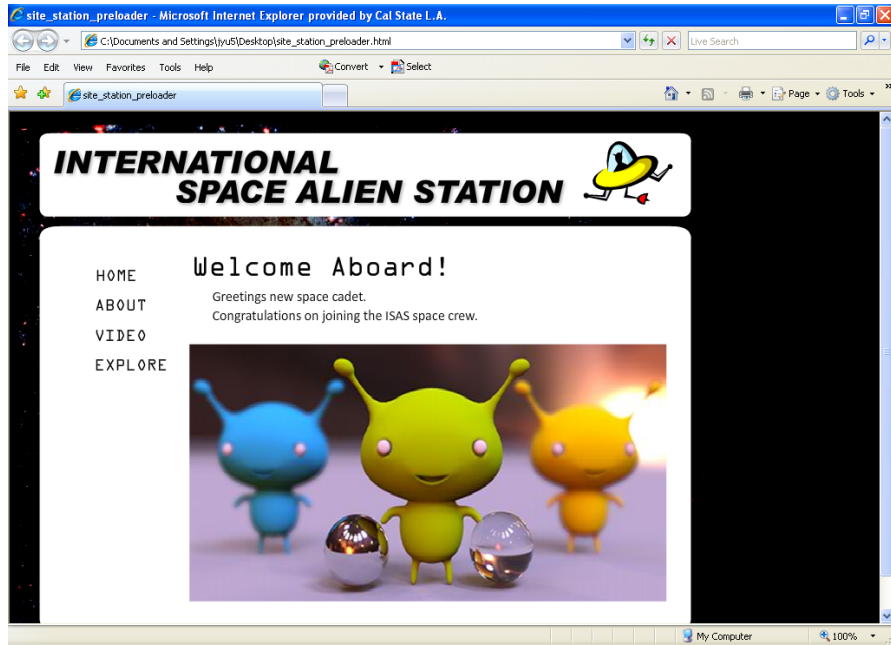 site_station_preloader - Microsoft Internet Explorer provided by Cal State L.A.
C:\Documents and Settings\jyu5\Desktop\site_station_preloader.html
Live Search
File Edit View Favorites Tools Help
Convert Select
site_station_preloader
Page Tools
INTERNATIONAL
SPACE ALIEN STATION
HOME
ABOUT
VIDEO
EXPLORE
Welcome Aboard!
Greetings new space cadet.
Congratulations on joining the ISAS space crew.
My Computer
100%